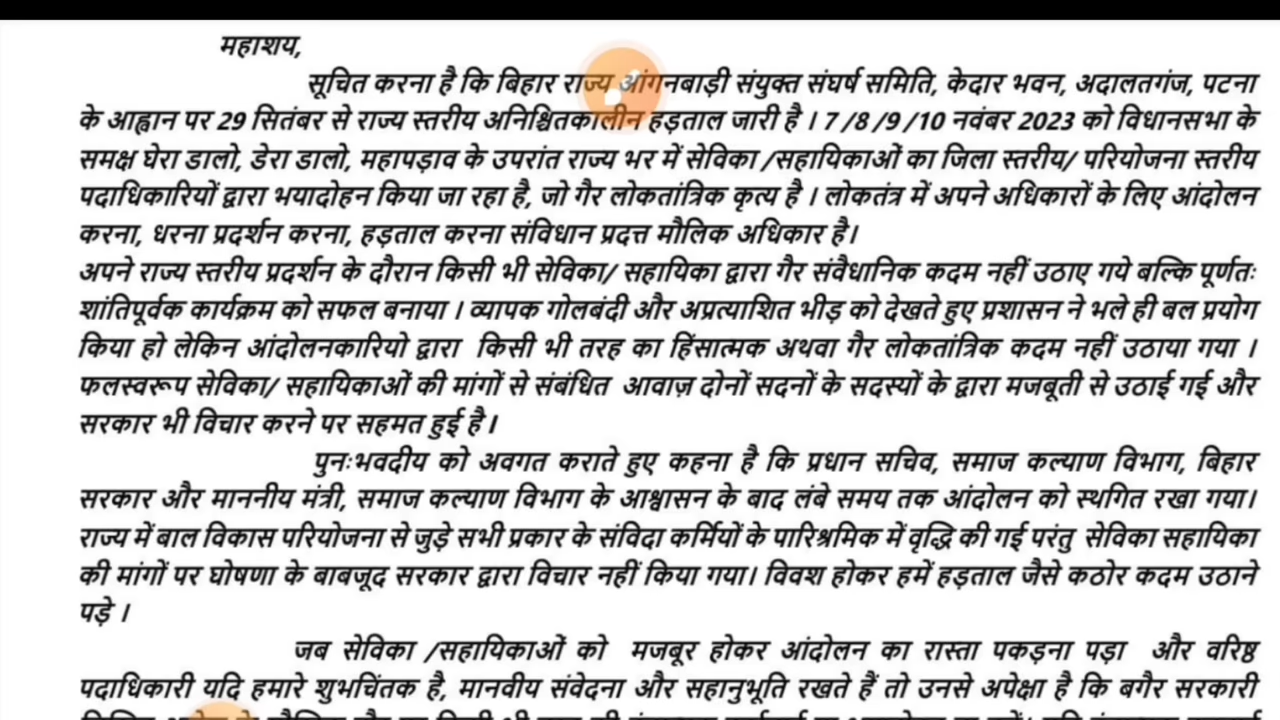 महाशय,
सूचित करना है कि बिहार राज्य आंगनबाड़ी संयुक्त संघर्ष समिति, केदार भवन, अदालतगंज, पटना
के आह्वान पर 29 सितंबर से राज्य स्तरीय अनिश्चितकालीन हड़ताल जारी है । 7 /8 /9 /10 नवंबर 2023 को विधानसभा के
समक्ष घेरा डालो, डेरा डालो, महापड़ाव के उपरांत राज्य भर में सेविका /सहायिकाओं का जिला स्तरीय/ परियोजना स्तरीय
पदाधिकारियों द्वारा भयादोहन किया जा रहा है, जो गैर लोकतांत्रिक कृत्य है । लोकतंत्र में अपने अधिकारों के लिए आंदोलन
करना, धरना प्रदर्शन करना, हड़ताल करना संविधान प्रदत्त मौलिक अधिकार है।
अपने राज्य स्तरीय प्रदर्शन के दौरान किसी भी सेविका/ सहायिका द्वारा गैर संवैधानिक कदम नहीं उठाए गये बल्कि पूर्णतः
शांतिपूर्वक कार्यक्रम को सफल बनाया । व्यापक गोलबंदी और अप्रत्याशित भीड़ को देखते हुए प्रशासन ने भले ही बल प्रयोग
किया हो लेकिन आंदोलनकारियो द्वारा किसी भी तरह का हिंसात्मक अथवा गैर लोकतांत्रिक कदम नहीं उठाया गया ।
फलस्वरूप सेविका/ सहायिकाओं की मांगों से संबंधित आवाज़ दोनों सदनों के सदस्यों के द्वारा मजबूती से उठाई गई और
सरकार भी विचार करने पर सहमत हुई है।
पुनःभवदीय को अवगत कराते हुए कहना है कि प्रधान सचिव, समाज कल्याण विभाग, बिहार
सरकार और माननीय मंत्री, समाज कल्याण विभाग के आश्वासन के बाद लंबे समय तक आंदोलन को स्थगित रखा गया।
राज्य में बाल विकास परियोजना से जुड़े सभी प्रकार के संविदा कर्मियों के पारिश्रमिक में वृद्धि की गई परंतु सेविका सहायिका
की मांगों पर घोषणा के बाबजूद सरकार द्वारा विचार नहीं किया गया। विवश होकर हमें हड़ताल जैसे कठोर कदम उठाने
पड़े ।
जब सेविका /सहायिकाओं को मजबूर होकर आंदोलन का रास्ता पकड़ना पड़ा और वरिष्ठ
पदाधिकारी यदि हमारे शुभचिंतक है, मानवीय संवेदना और सहानुभूति रखते हैं तो उनसे अपेक्षा है कि बगैर सरकारी